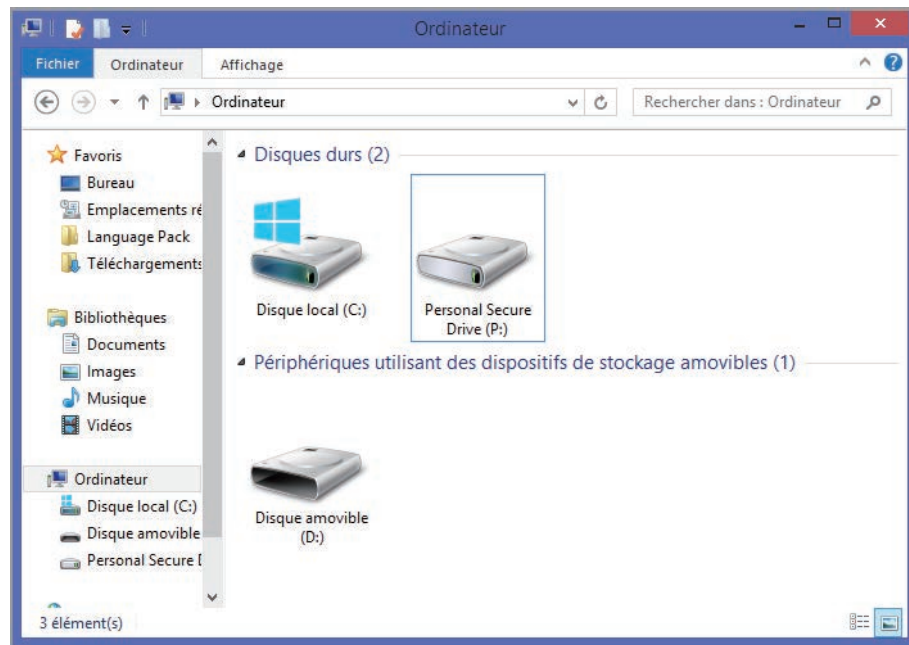 Ordinateur
Fichier Ordinateur Affichage
Ordinateur
Rechercher dans : Ordinateur
Favoris
Bureau
Emplacements ré
Language Pack
Téléchargements
Bibliothèques
Documents
Images
Musique
Vidéos
Ordinateur
Disque local (C:)
Disque amovible
Personal Secure D
Disques durs (2)
Disque local (C:)
Personal Secure
Drive (P:)
Périphériques utilisant des dispositifs de stockage amovibles (1)
Disque amovible
(D:)
3 élément(s)